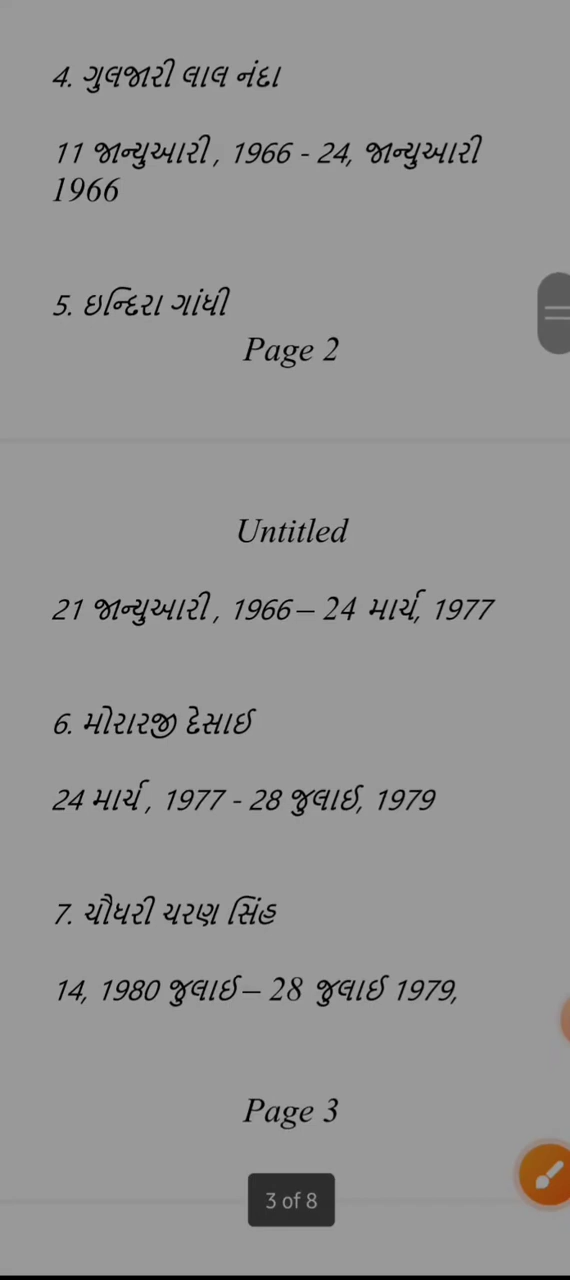 4. ગુલજારી લાલ નંદા
11 જાન્યુઆરી, 1966 - 24, જાન્યુઆરી
1966
5. ઇન્દિરા ગાંધી
Page 2
Untitled
21 જાન્યુઆરી, 1966– 24 માર્ચ, 1977
6. મોરારજી દેસાઈ
24 માર્ચ, 1977 - 28 જુલાઇ, 1979
7. ચૌધરી ચરણ સિંહ
14, 1980 જુલાઈ– 28 જુલાઈ 1979,
Page 3
3 of 8